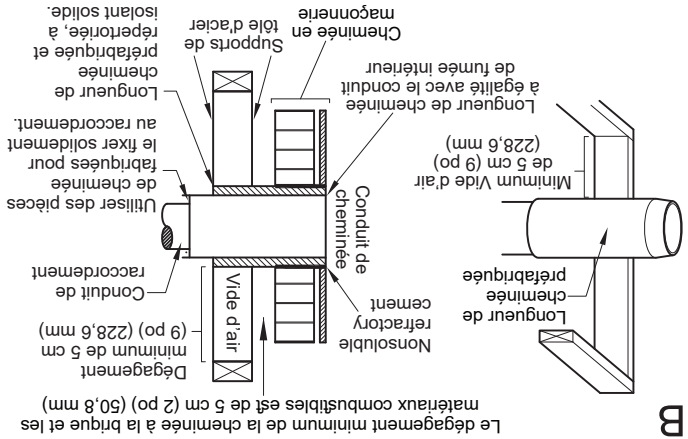 B
Le dégagement minimum de la cheminée à la brique et les
matériaux combustibles est de 5 cm (2 po) (50,8 mm)
Longueur de
cheminée
préfabriquée
Minimum Vide d'air
de 5 cm (9 po)
(228,6 mm)
Nonsoluble
refractory
cement
Dégagement
minimum de 5 cm
(9 po) (228,6 mm)
Vide d'air
Conduit de
raccordement
Conduit de
cheminée
Utiliser des pièces
de cheminée
fabriquées pour
le fixer solidement
au raccordement.
Longueur de cheminée
à égalité avec le conduit
de fumée intérieur
Longueur de
cheminée
préfabriquée et
répertoriée, à
isolant solide.
Supports de
tôle d'acier
Cheminée en
maçonnerie